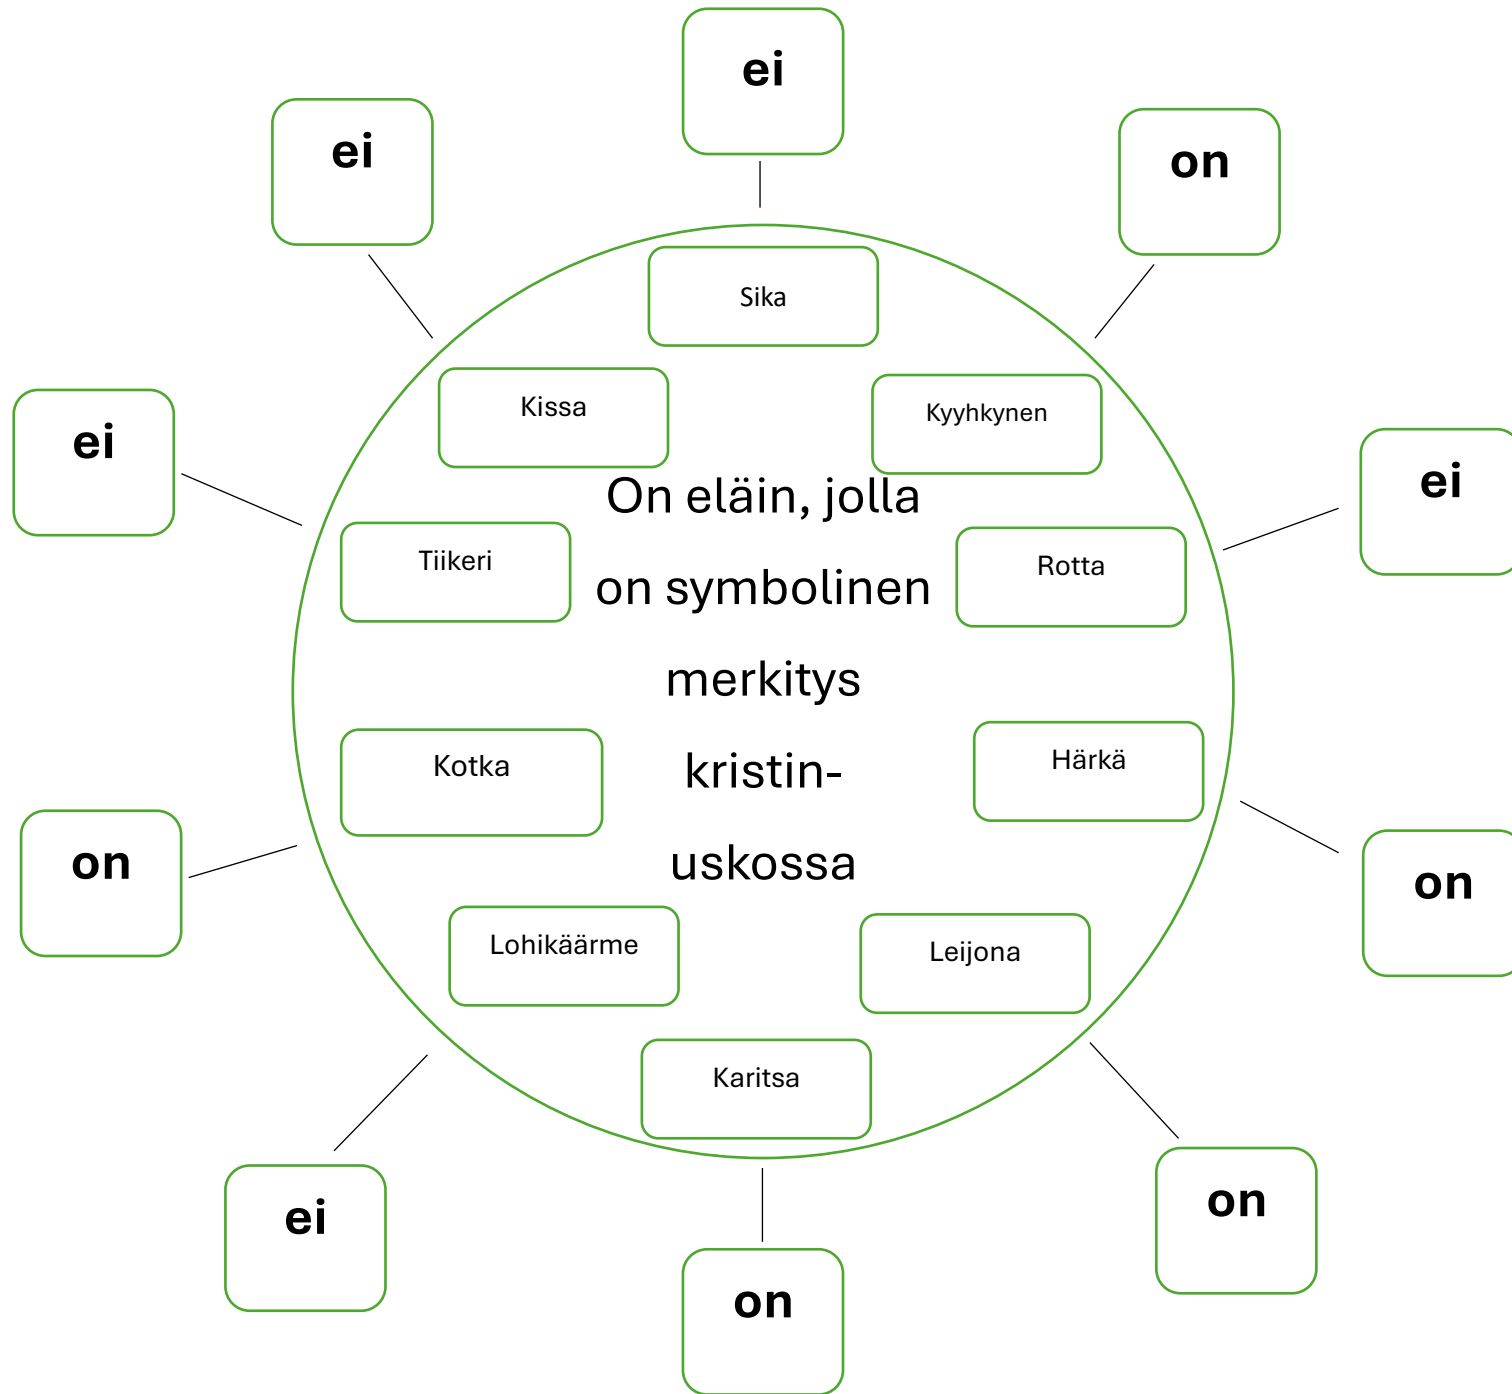 ei
ei
on
Sika
Kissa
Kyyhkynen
ei
ei
On eläin, jolla
Tiikeri
Rotta
on symbolinen
merkitys
Kotka
Härkä
kristin-
uskossa
on
on
Lohikäärme
Leijona
Karitsa
ei
on
on